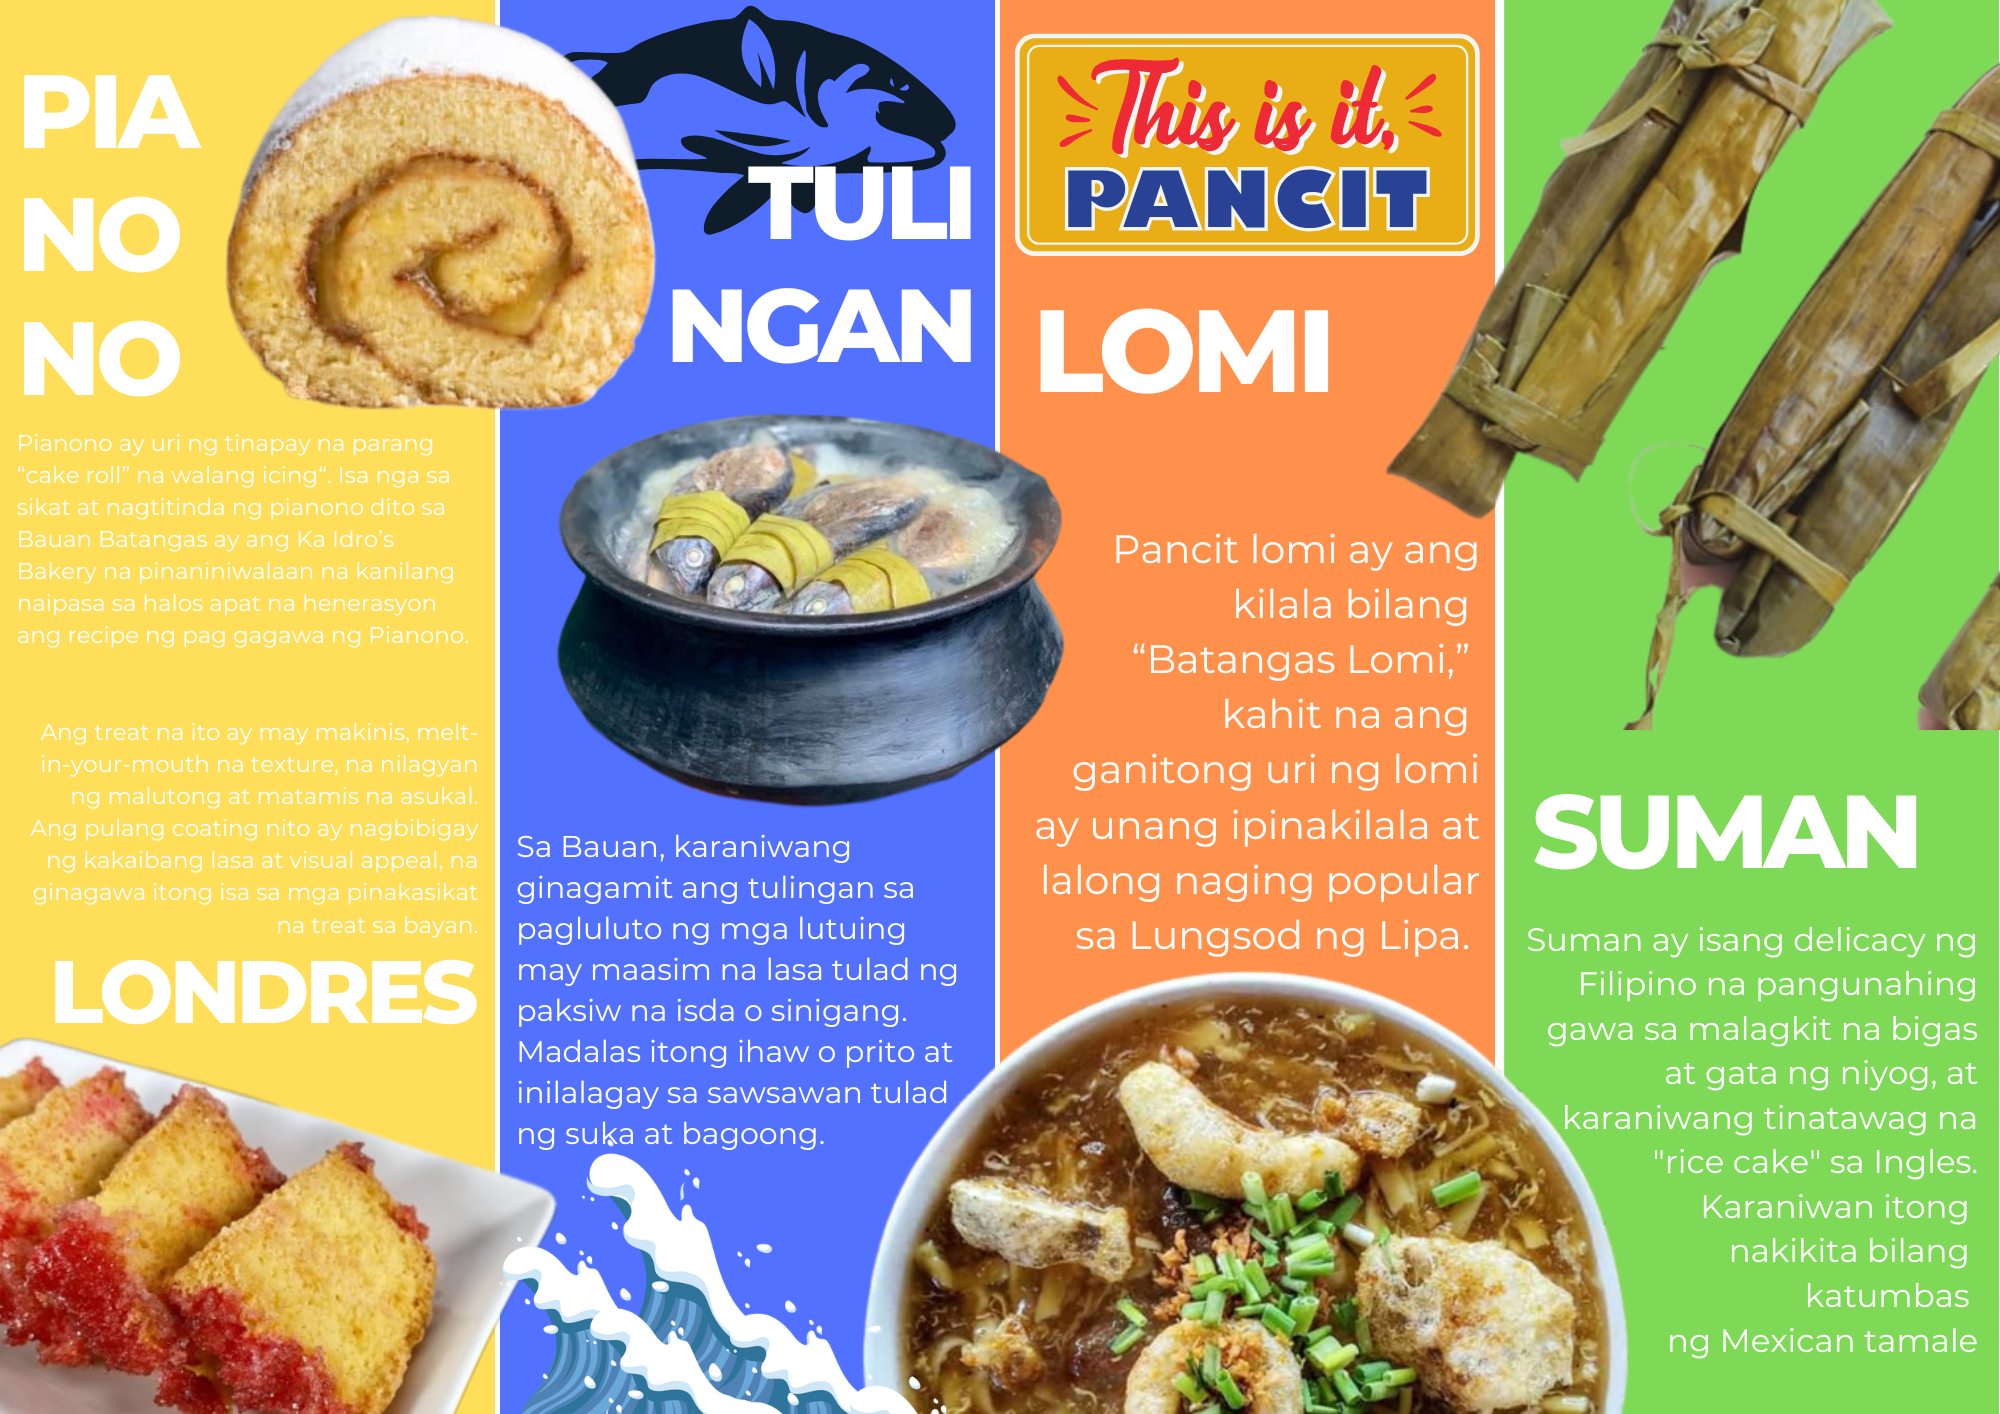 PIA
NO
NO
Pianono ay uri ng tinapay na parang
“cake roll” na walang icing“. Isa nga sa
sikat at nagtitinda ng pianono dito sa
Bauan Batangas ay ang Ka Idro’s
Bakery na pinaniniwalaan na kanilang
naipasa sa halos apat na henerasyon
ang recipe ng pag gagawa ng Pianono.
Ang treat na ito ay may makinis, melt-
in-your-mouth na texture, na nilagyan
ng malutong at matamis na asukal.
Ang pulang coating nito ay nagbibigay
ng kakaibang lasa at visual appeal, na
ginagawa itong isa sa mga pinakasikat
na treat sa bayan.
LONDRES
TULI
NGAN
Sa Bauan, karaniwang
ginagamit ang tulingan sa
pagluluto ng mga lutuing
may maasim na lasa tulad ng
paksiw na isda o sinigang.
Madalas itong ihaw o prito at
inilalagay sa sawsawan tulad
ng suka at bagoong.
This is it,
PANCIT
LOMI
Pancit lomi ay ang
kilala bilang
“Batangas Lomi,”
kahit na ang
ganitong uri ng lomi
ay unang ipinakilala at
lalong naging popular
sa Lungsod ng Lipa.
SUMAN
Suman ay isang delicacy ng
Filipino na pangunahing
gawa sa malagkit na bigas
at gata ng niyog, at
karaniwang tinatawag na
"rice cake" sa Ingles.
Karaniwan itong
nakikita bilang
katumbas
ng Mexican tamale